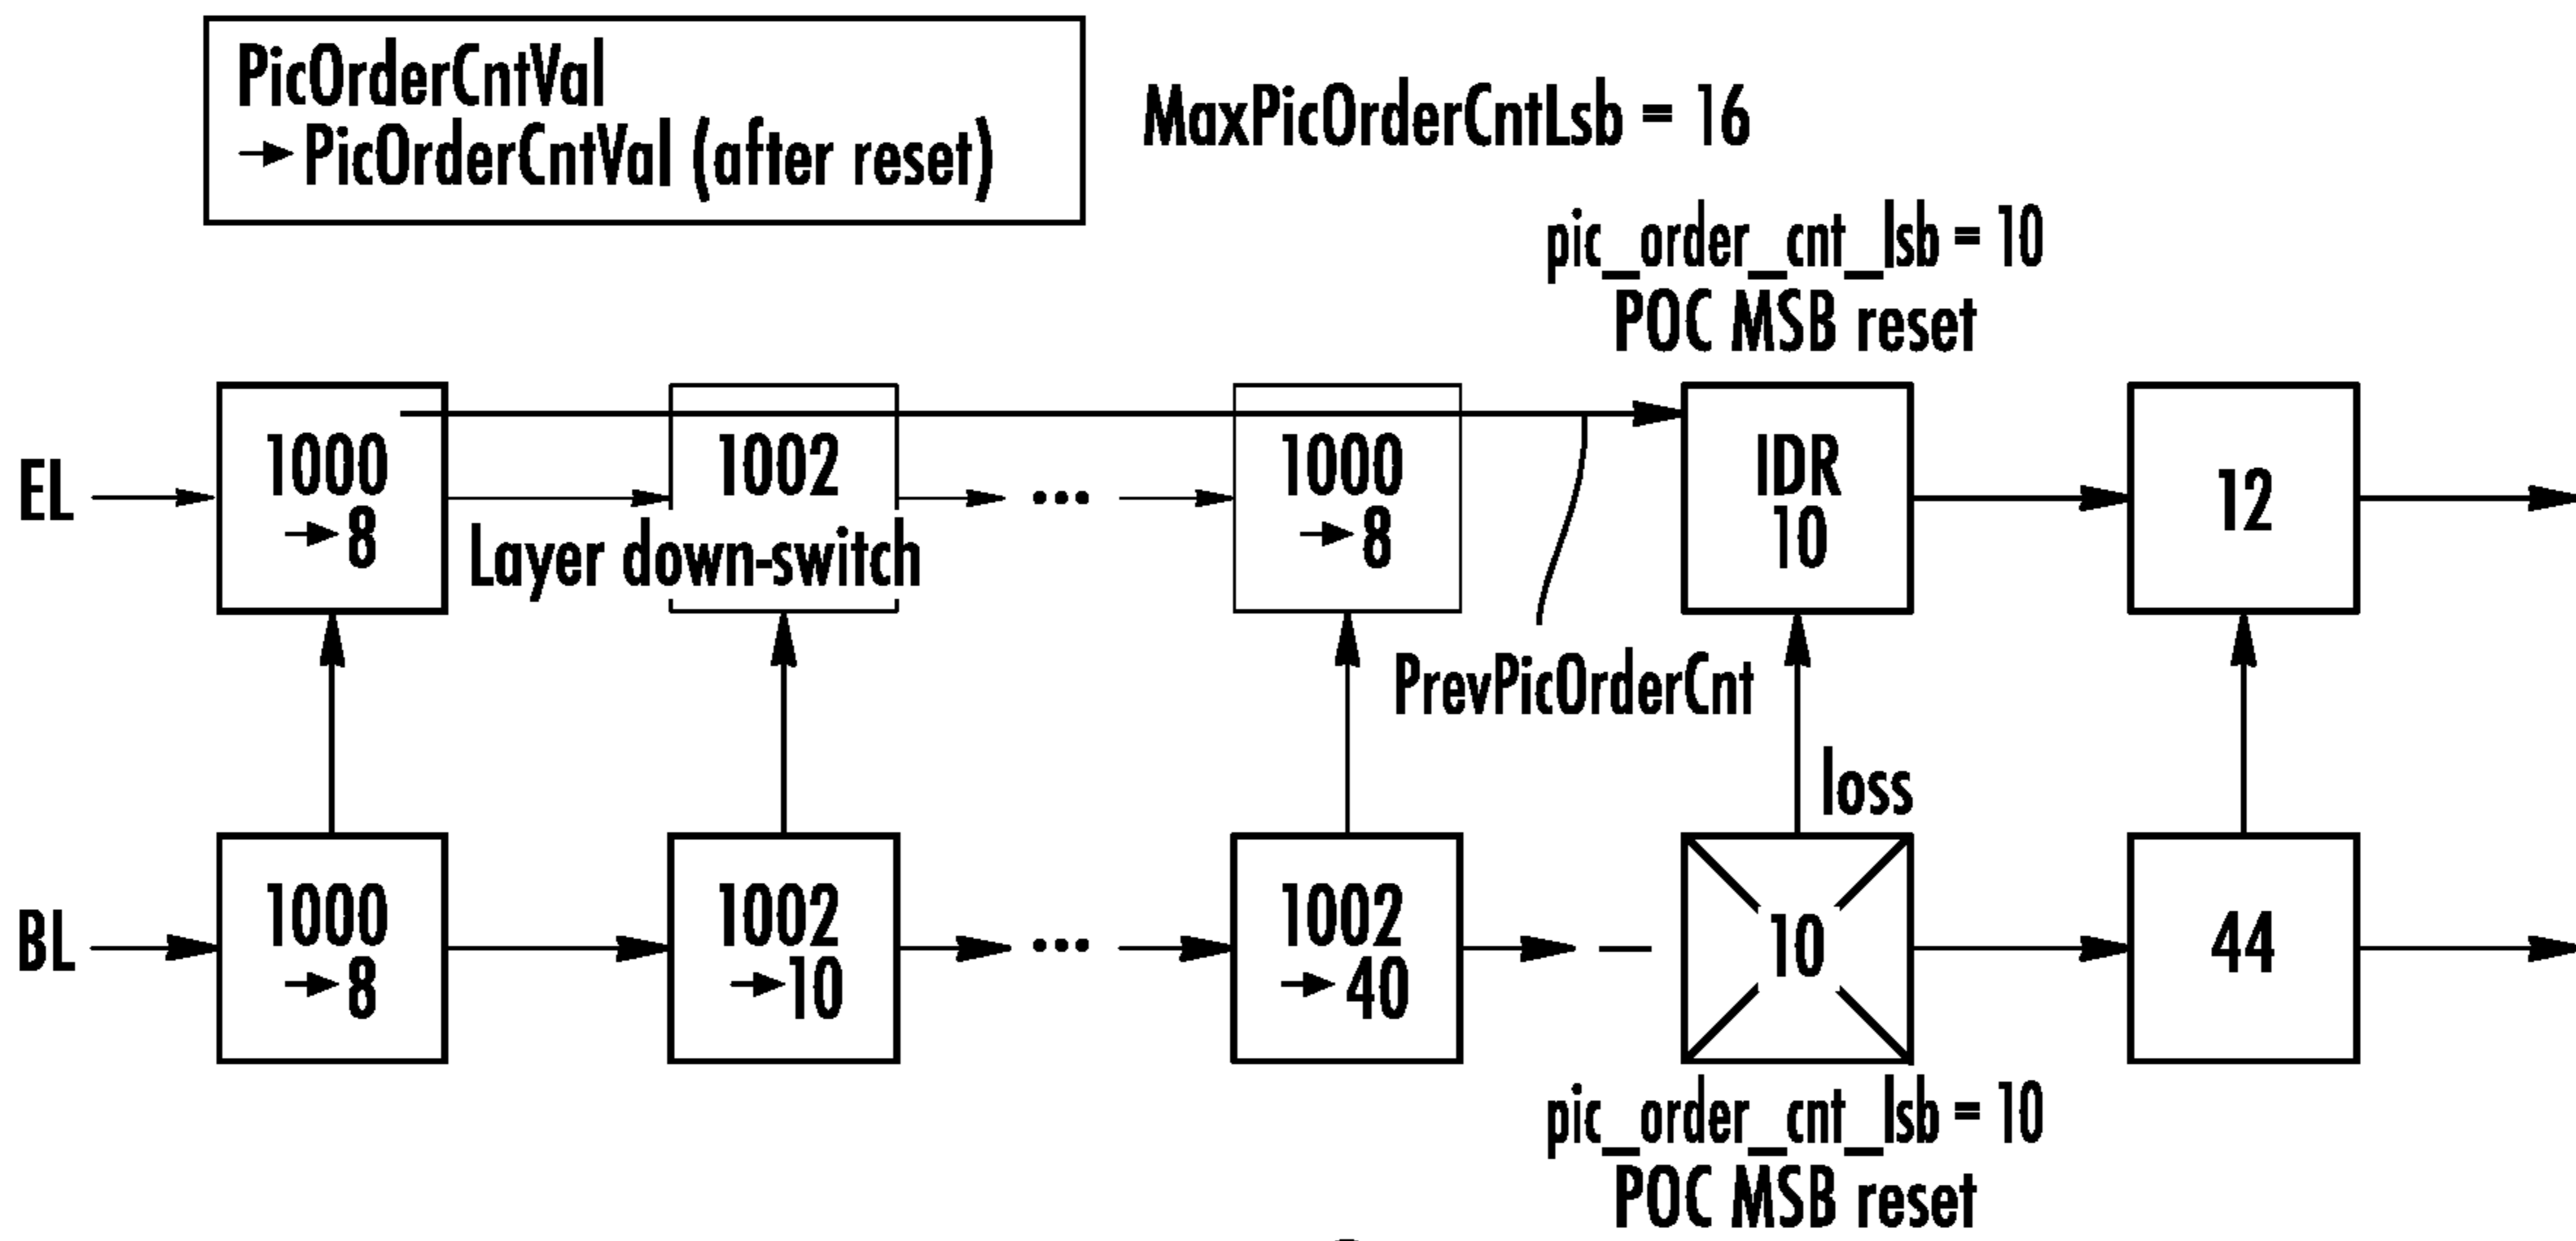 PicOrderCntVal
→PicOrderCntVal (after reset)
MaxPicOrderCntLsb = 16
pic_order_cnt_lsb = 10
POC MSB reset
EL
1000
→8
Layer down-switch
1002
...
1000
→8
IDR
10
12
PrevPicOrderCnt
loss
BL
1000
→8
1002
→10
...
1002
→40
10
44
pic_order_cnt_lsb = 10
POC MSB reset